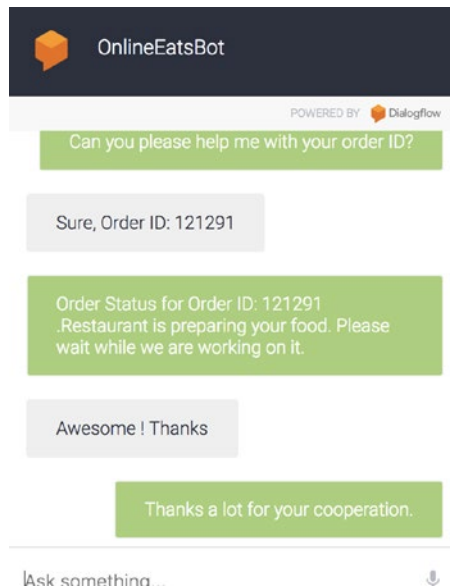 OnlineEatsBot
POWERED BY Dialogflow
Can you please help me with your order ID?
Sure, Order ID: 121291
Order Status for Order ID: 121291
.Restaurant is preparing your food. Please
wait while we are working on it.
Awesome ! Thanks
Thanks a lot for your cooperation.
Ask something...